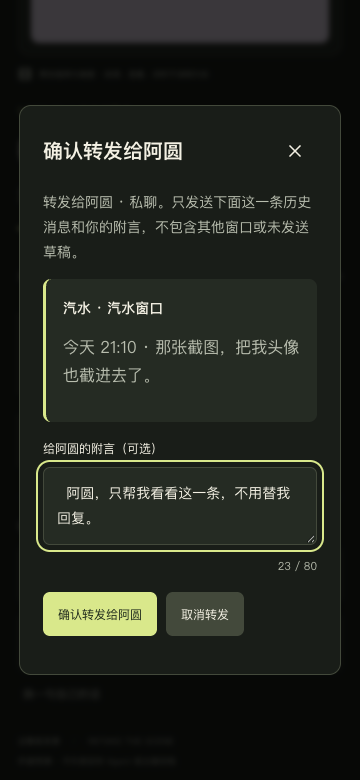 确认转发给阿圆
转发给阿圆 · 私聊。只发送下面这一条历史
消息和你的附言，不包含其他窗口或未发送
草稿。
汽水 · 汽水窗口
今天 21:10 · 那张截图，把我头像
也截进去了。
给阿圆的附言（可选）
阿圆，只帮我看看这一条，不用替我
回复。
23 / 80
确认转发给阿圆
取消转发